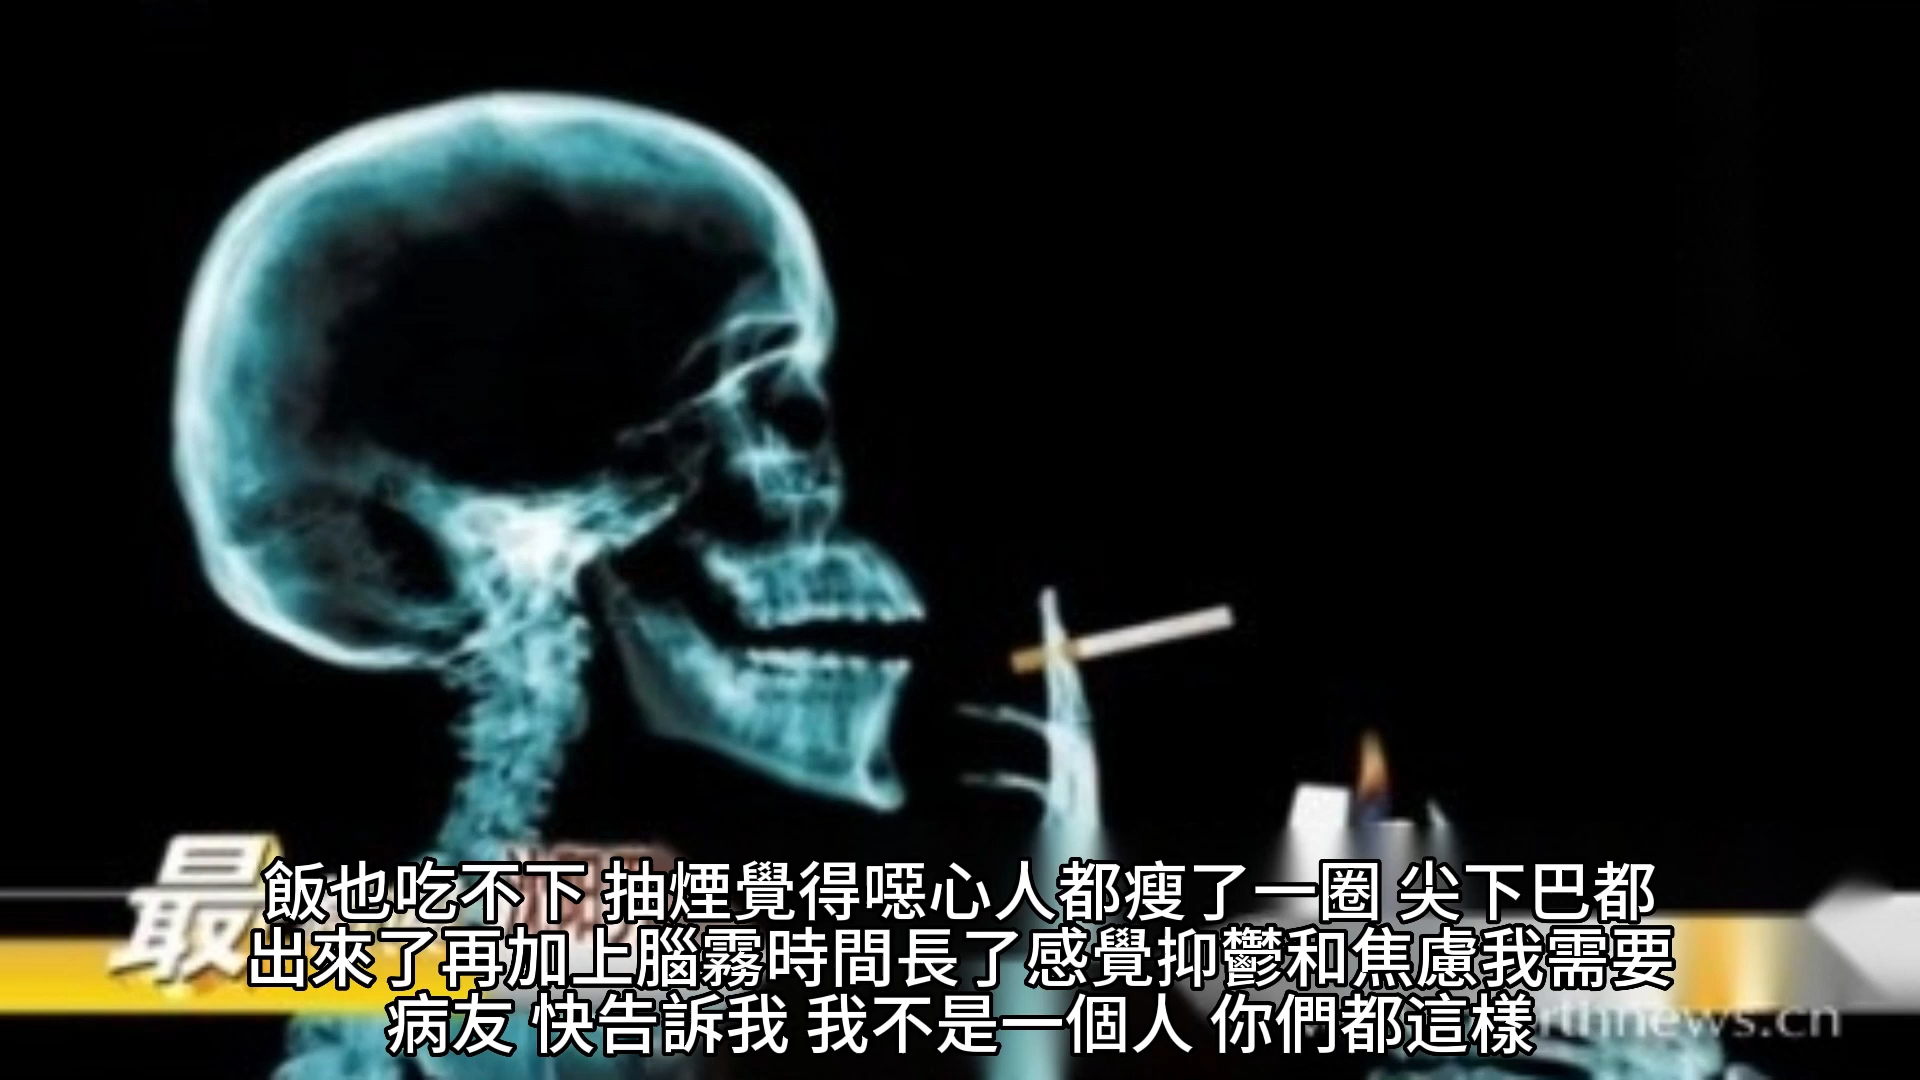 飯也吃不下 抽煙覺得噁心人都瘦了一圈 尖下巴都
出來了再加上腦霧時間長了感覺抑鬱和焦慮我需要
病友 快告訴我 我不是一個人 你們都這樣
最
rthnews.cn